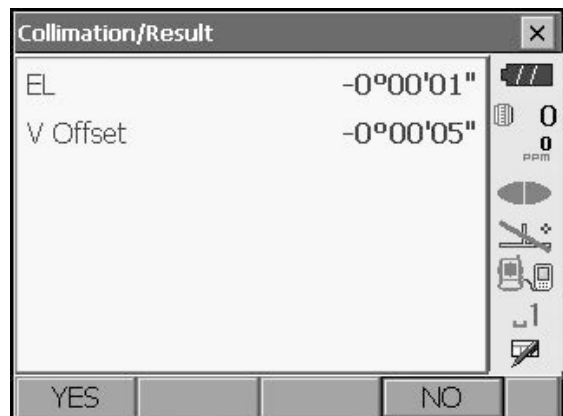 Collimation/Result
EL -0°00'01"
V Offset -0°00'05"
0
0
PPM
1
YES NO